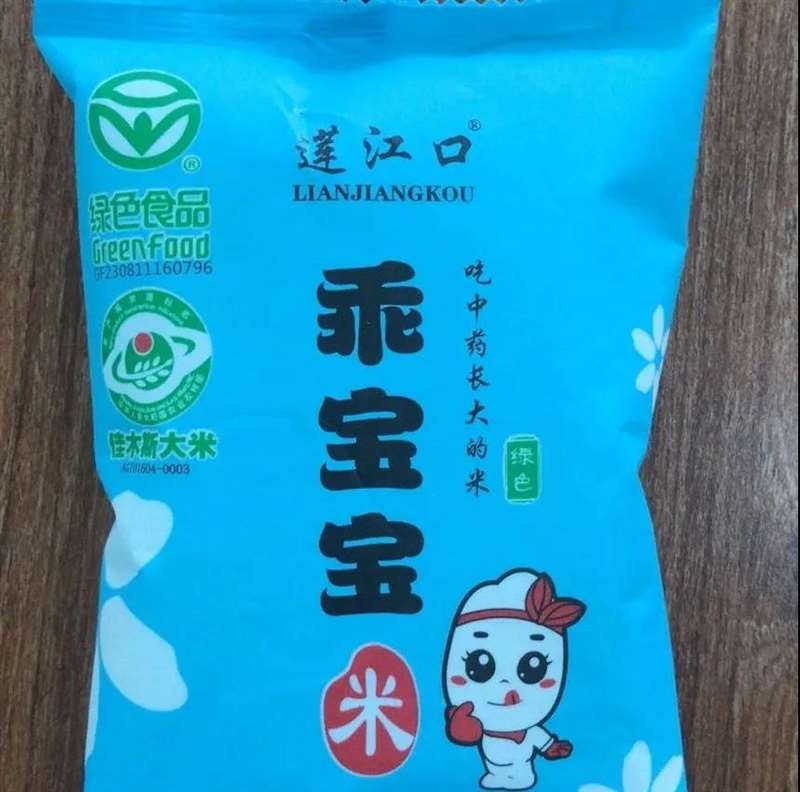 莲江口®
LIANJIANGKOU
®
绿色食品
Greenfood
GF230811160796
佳木斯大米
AGI01604-0003
乖宝宝
米
吃中药长大的米
绿色